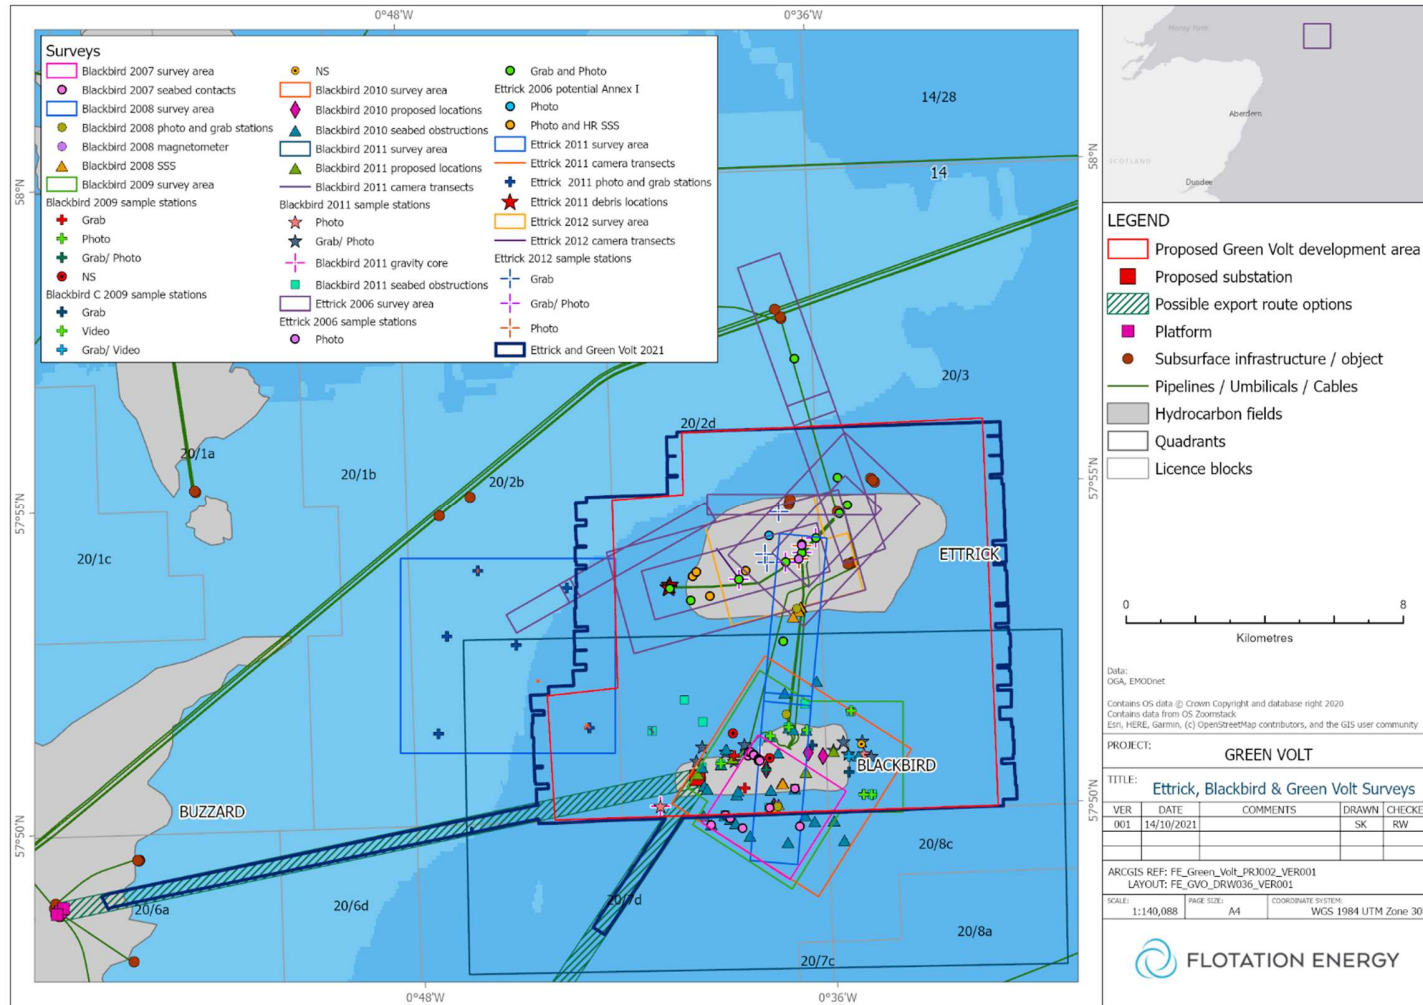 0°48'W
0°36'W
Surveys
Blackbird 2007 survey area
Blackbird 2007 seabed contacts
Blackbird 2008 survey area
Blackbird 2008 photo and grab stations
Blackbird 2008 magnetometer
Blackbird 2008 SSS
Blackbird 2009 survey area
Blackbird 2009 sample stations
Grab
Photo
Grab/ Photo
NS
Blackbird C 2009 sample stations
Grab
Video
Grab/ Video
NS
Blackbird 2010 survey area
Blackbird 2010 proposed locations
Blackbird 2010 seabed obstructions
Blackbird 2011 survey area
Blackbird 2011 proposed locations
Blackbird 2011 camera transects
Blackbird 2011 sample stations
Photo
Grab/ Photo
Blackbird 2011 gravity core
Blackbird 2011 seabed obstructions
Ettrick 2006 survey area
Ettrick 2006 sample stations
Photo
Grab and Photo
Ettrick 2006 potential Annex I
Photo
Photo and HR SSS
Ettrick 2011 survey area
Ettrick 2011 camera transects
Ettrick 2011 photo and grab stations
Ettrick 2011 debris locations
Ettrick 2012 survey area
Ettrick 2012 camera transects
Ettrick 2012 sample stations
Grab
Grab/ Photo
Photo
Ettrick and Green Volt 2021
14/28
14
58°N
58°N
20/3
20/2d
20/1a
20/1b
20/2b
57°55'N
57°55'N
20/1c
ETTRICK
BLACKBIRD
BUZZARD
57°50'N
57°50'N
20/8c
20/6a
20/6d
20/7d
20/8a
20/7c
0°48'W
0°36'W
Moray Firth
Aberdeen
SCOTLAND
Dundee
LEGEND
Proposed Green Volt development area
Proposed substation
Possible export route options
Platform
Subsurface infrastructure / object
Pipelines / Umbilicals / Cables
Hydrocarbon fields
Quadrants
Licence blocks
0 8
Kilometres
Data:
OGA, EMODnet
Contains OS data © Crown Copyright and database right 2020
Contains data from OS Zoomstack
Esri, HERE, Garmin, (c) OpenStreetMap contributors, and the GIS user community
PROJECT:
GREEN VOLT
TITLE:
Ettrick, Blackbird & Green Volt Surveys
VER DATE COMMENTS DRAWN CHECKE
001 14/10/2021 SK RW
ARCGIS REF: FE_Green_Volt_PRJ002_VER001
LAYOUT: FE_GVO_DRW036_VER001
SCALE: PAGE SIZE: COORDINATE SYSTEM:
1:140,088 A4 WGS 1984 UTM Zone 30
FLOTATION ENERGY